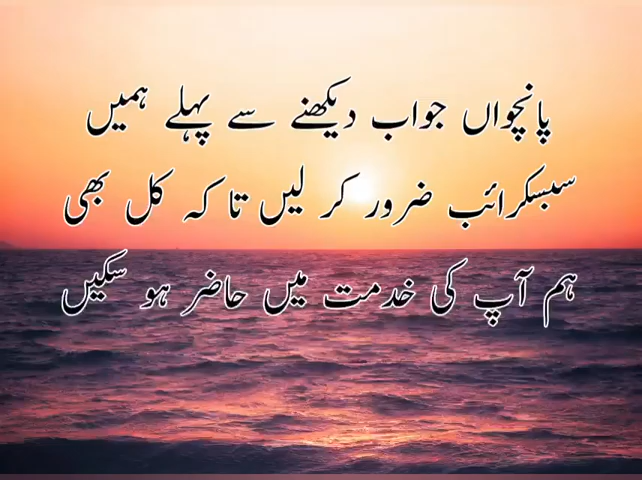 پانچواں جواب دیکھنے سے پہلے ہمیں
سبسکرائب ضرور کر لیں تا کہ کل بھی
ہم آپ کی خدمت میں حاضر ہو سکیں